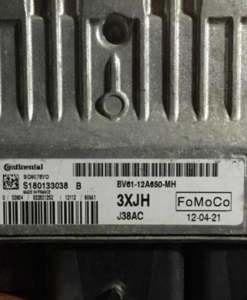 Continental
SID807EVO
S180133038 B
MADE IN FRANCE
BV61-12A650-MH
3XJH
J38AC
FoMoCo
12-04-21